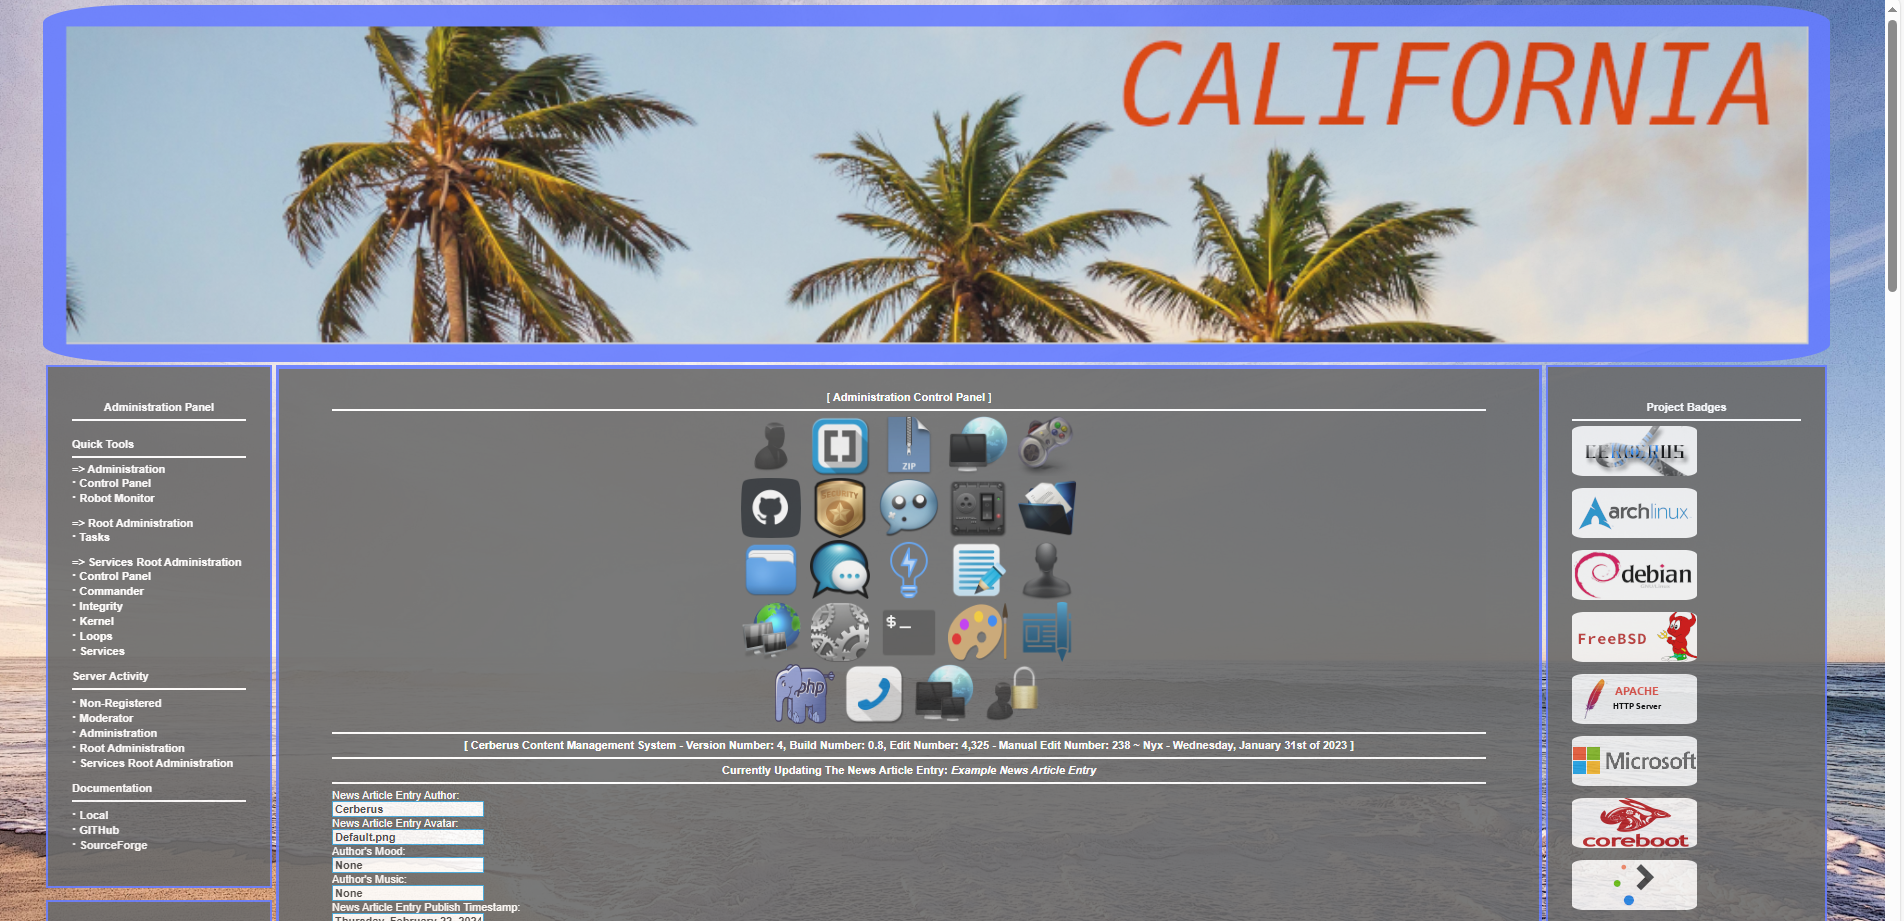 CALIFORNIA
Administration Panel
Quick Tools
=> Administration
· Control Panel
· Robot Monitor
=> Root Administration
· Tasks
=> Services Root Administration
· Control Panel
· Commander
· Integrity
· Kernel
· Loops
· Services
Server Activity
· Non-Registered
· Moderator
· Administration
· Root Administration
· Services Root Administration
Documentation
· Local
· GITHub
· SourceForge
[ Administration Control Panel ]
ZIP
SECURITY
$_
php
[ Cerberus Content Management System - Version Number: 4, Build Number: 0.8, Edit Number: 4,325 - Manual Edit Number: 238 ~ Nyx - Wednesday, January 31st of 2023 ]
Currently Updating The News Article Entry: Example News Article Entry
News Article Entry Author:
Cerberus
News Article Entry Avatar:
Default.png
Author's Mood:
None
Author's Music:
None
News Article Entry Publish Timestamp:
Thursday, February 22, 2024
Project Badges
CERBERUS
archlinux
debian
FreeBSD
APACHE
HTTP Server
Microsoft
coreboot